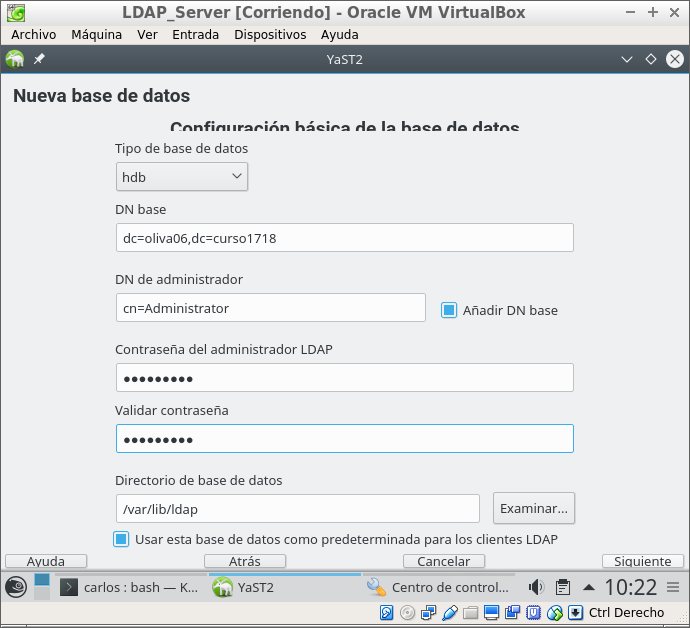 LDAP_Server [Corriendo] - Oracle VM VirtualBox
Archivo Máquina Ver Entrada Dispositivos Ayuda
YaST2
Nueva base de datos
Configuración básica de la base de datos
Tipo de base de datos
hdb
DN base
dc=oliva06,dc=curso1718
DN de administrador
cn=Administrator
Añadir DN base
Contraseña del administrador LDAP
●●●●●●●●●
Validar contraseña
●●●●●●●●●
Directorio de base de datos
/var/lib/ldap
Examinar...
Usar esta base de datos como predeterminada para los clientes LDAP
Ayuda Atrás Cancelar Siguiente
carlos : bash — K... YaST2 Centro de control... 10:22
Ctrl Derecho